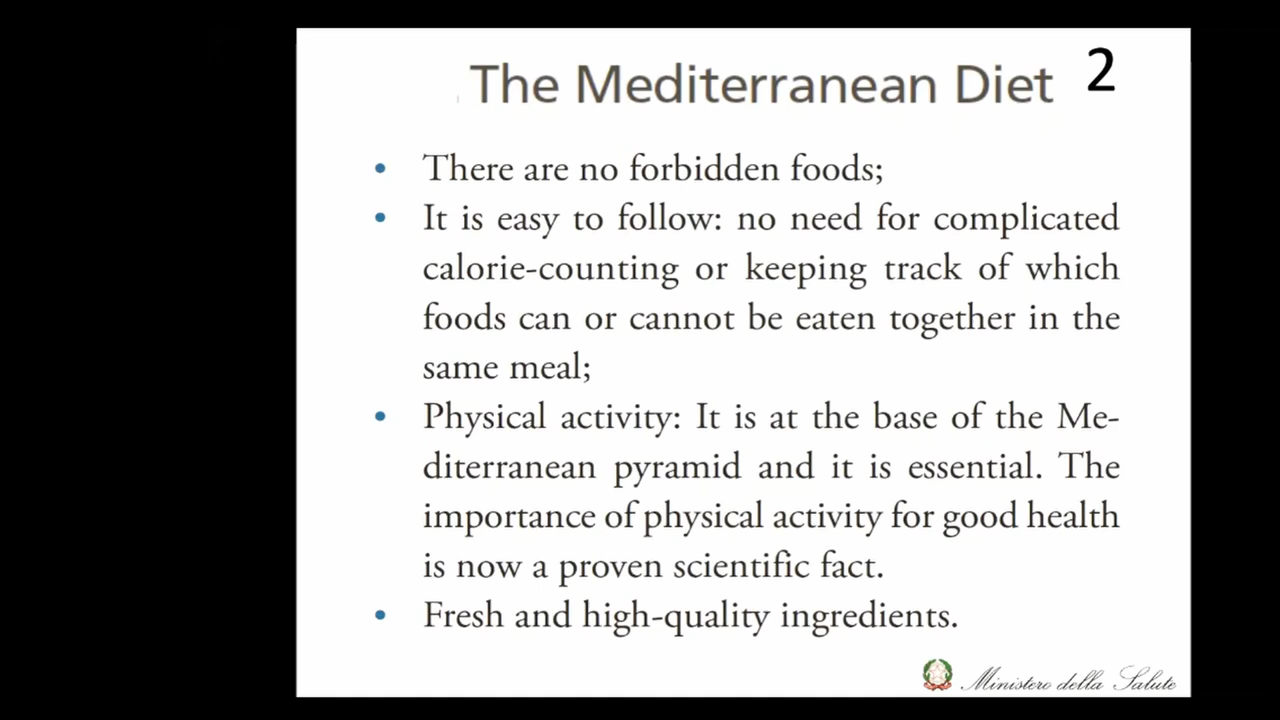 The Mediterranean Diet 2
• There are no forbidden foods;
• It is easy to follow: no need for complicated
calorie-counting or keeping track of which
foods can or cannot be eaten together in the
same meal;
• Physical activity: It is at the base of the Me-
diterranean pyramid and it is essential. The
importance of physical activity for good health
is now a proven scientific fact.
• Fresh and high-quality ingredients.
Ministero della Salute